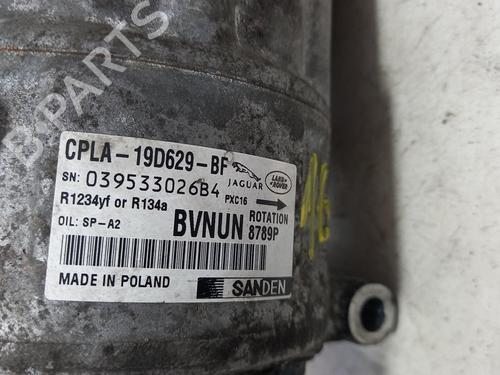 CPLA-19D629-BF
JAGUAR
LAND ROVER
SN: 039533026B4
PXC16
R1234yf or R134a
ROTATION
OIL: SP-A2
BVNUN 8789P
MADE IN POLAND
SANDEN